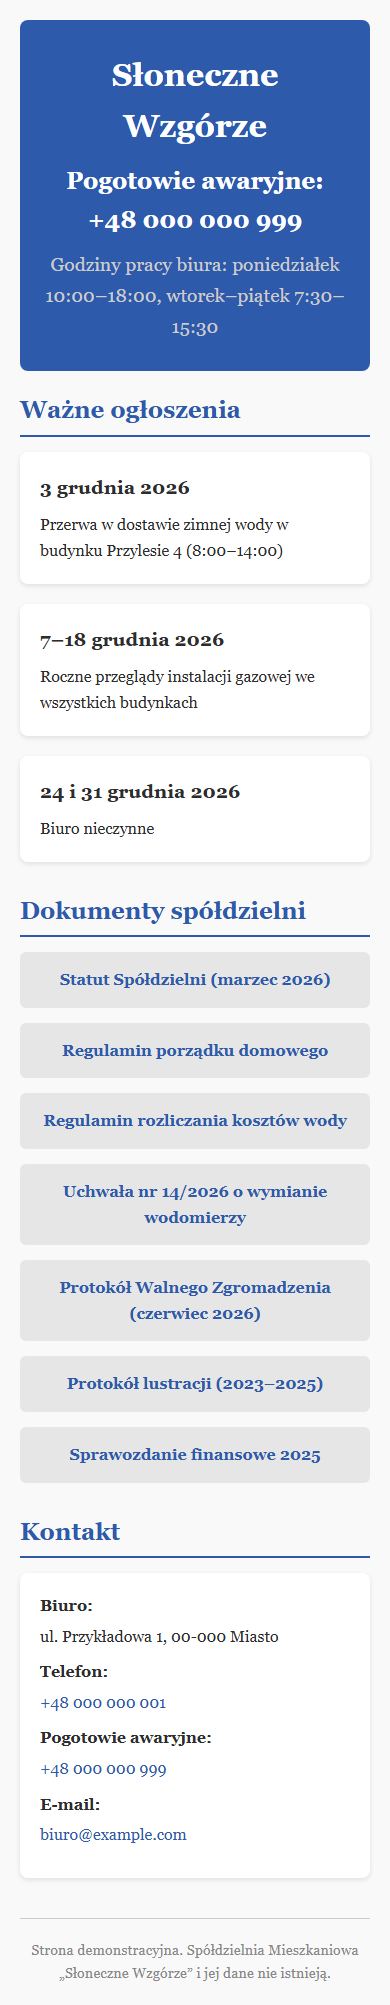 Słoneczne
Wzgórze
Pogotowie awaryjne:
+48 000 000 999
Godziny pracy biura: poniedziałek
10:00–18:00, wtorek–piątek 7:30–
15:30
Ważne ogłoszenia
3 grudnia 2026
Przerwa w dostawie zimnej wody w
budynku Przylesie 4 (8:00–14:00)
7–18 grudnia 2026
Roczne przeglądy instalacji gazowej we
wszystkich budynkach
24 i 31 grudnia 2026
Biuro nieczynne
Dokumenty spółdzielni
Statut Spółdzielni (marzec 2026)
Regulamin porządku domowego
Regulamin rozliczania kosztów wody
Uchwała nr 14/2026 o wymianie
wodomierzy
Protokół Walnego Zgromadzenia
(czerwiec 2026)
Protokół lustracji (2023–2025)
Sprawozdanie finansowe 2025
Kontakt
Biuro:
ul. Przykładowa 1, 00-000 Miasto
Telefon:
+48 000 000 001
Pogotowie awaryjne:
+48 000 000 999
E-mail:
biuro@example.com
Strona demonstracyjna. Spółdzielnia Mieszkaniowa
„Słoneczne Wzgórze” i jej dane nie istnieją.